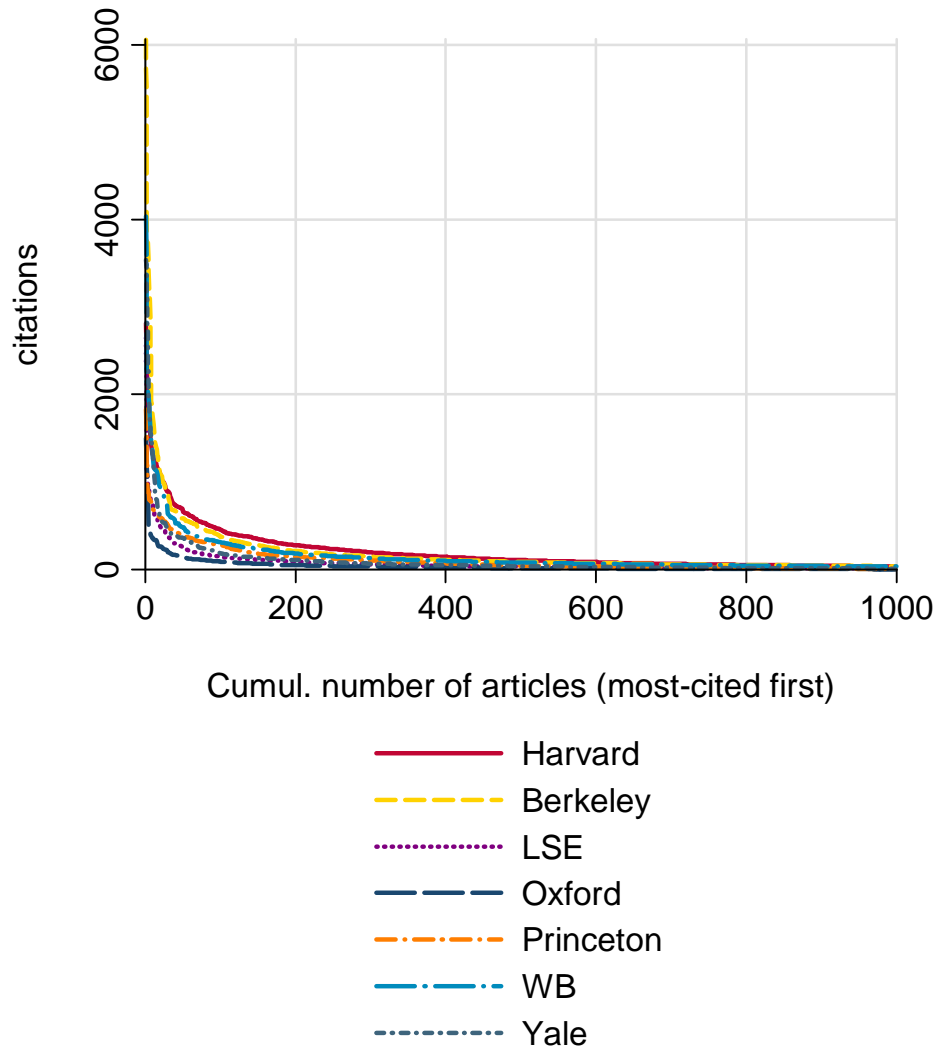 6000
4000
2000
0
citations
0 200 400 600 800 1000
Cumul. number of articles (most-cited first)
Harvard
Berkeley
LSE
Oxford
Princeton
WB
Yale